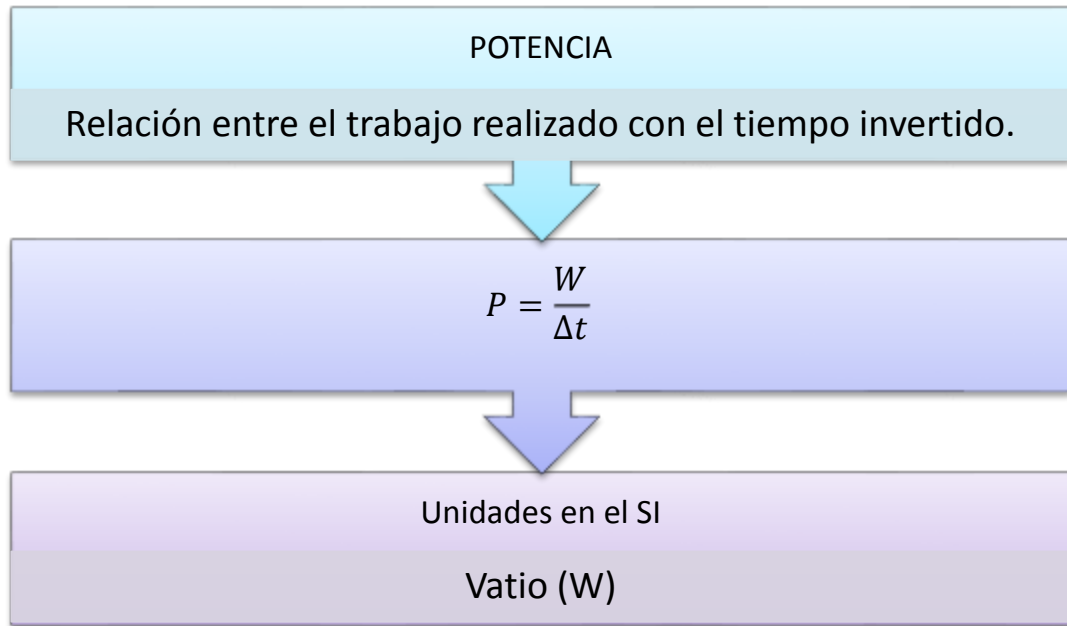 POTENCIA
Relación entre el trabajo realizado con el tiempo invertido.
P = W/Δt
Unidades en el SI
Vatio (W)